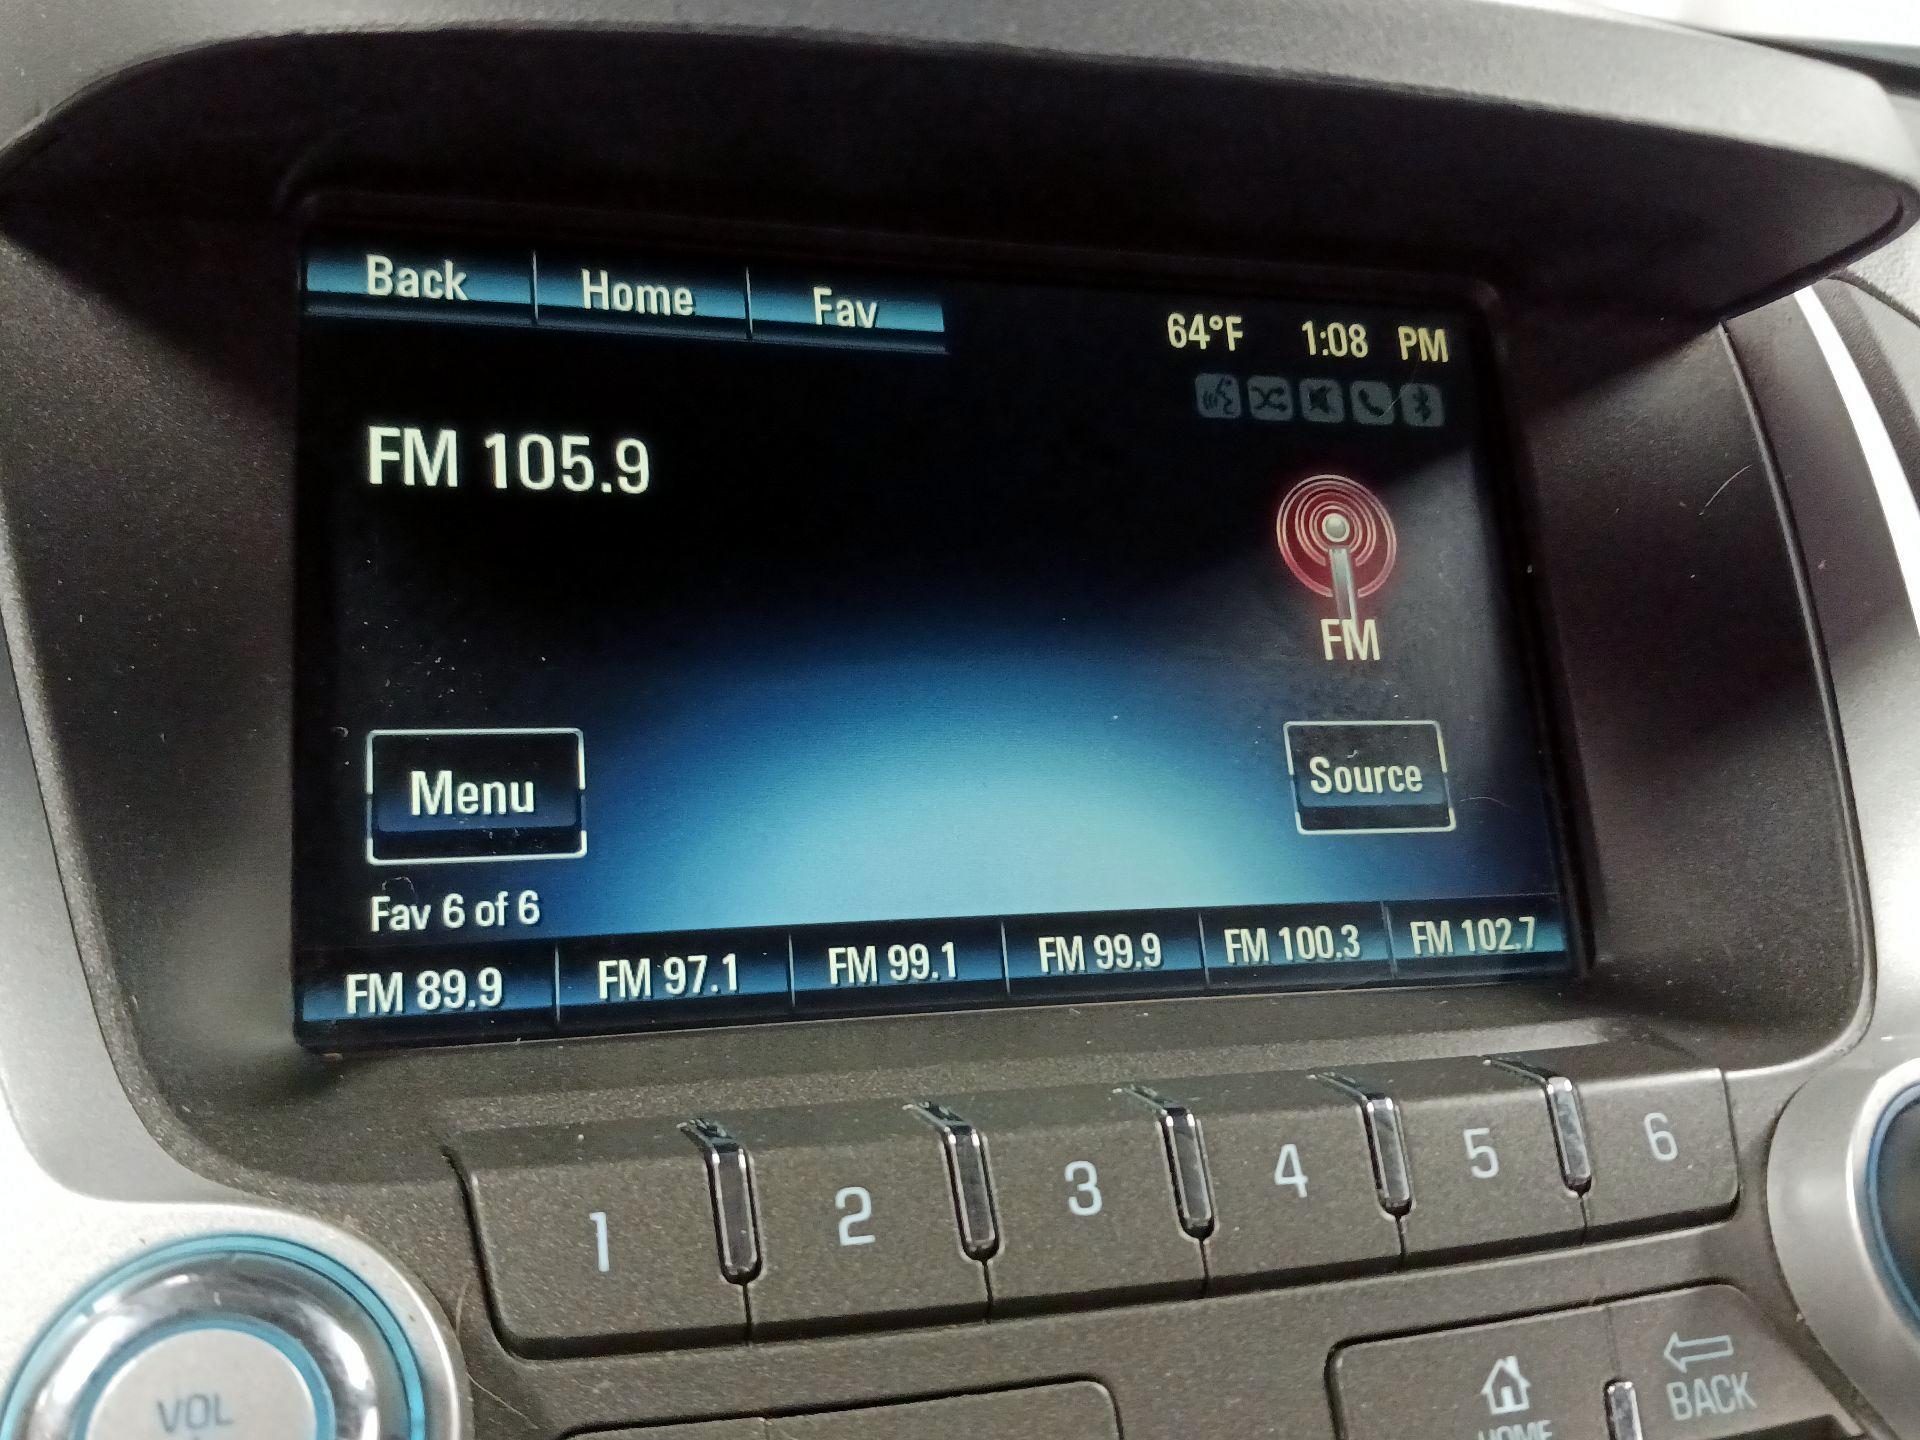 Back Home Fav
64°F 1:08 PM
FM 105.9
FM
Menu
Source
Fav 6 of 6
FM 89.9 FM 97.1 FM 99.1 FM 99.9 FM 100.3 FM 102.7
1 2 3 4 5 6
VOL
HOME
BACK